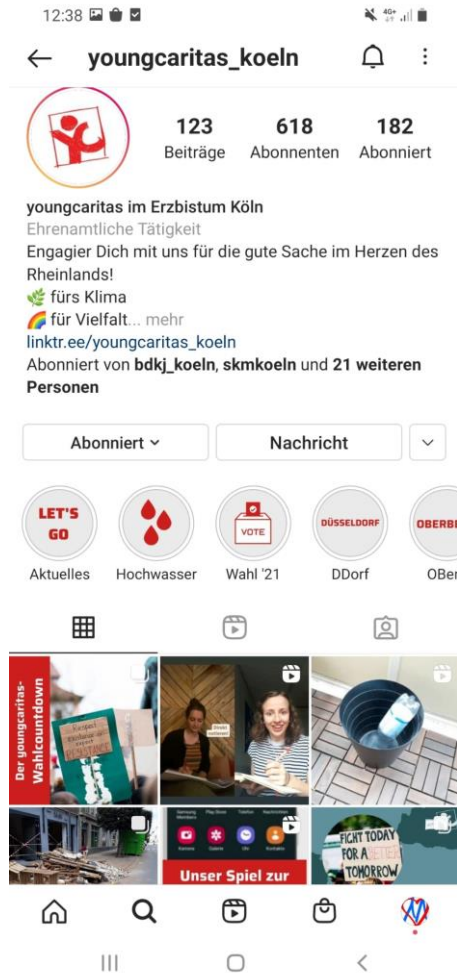 12:38
4G+
youngcaritas_koeln
123 618 182
Beiträge Abonnenten Abonniert
youngcaritas im Erzbistum Köln
Ehrenamtliche Tätigkeit
Engagier Dich mit uns für die gute Sache im Herzen des
Rheinlands!
🌿 fürs Klima
🌈 für Vielfalt... mehr
linktr.ee/youngcaritas_koeln
Abonniert von bdkj_koeln, skmkoeln und 21 weiteren
Personen
Abonniert Nachricht
LET'S
GO
VOTE
DÜSSELDORF
OBERBE
Aktuelles Hochwasser Wahl '21 DDorf OBer
Der youngcaritas-
Wahlcountdown
Unser Spiel zur
FIGHT TODAY
FOR A BETTER
TOMORROW